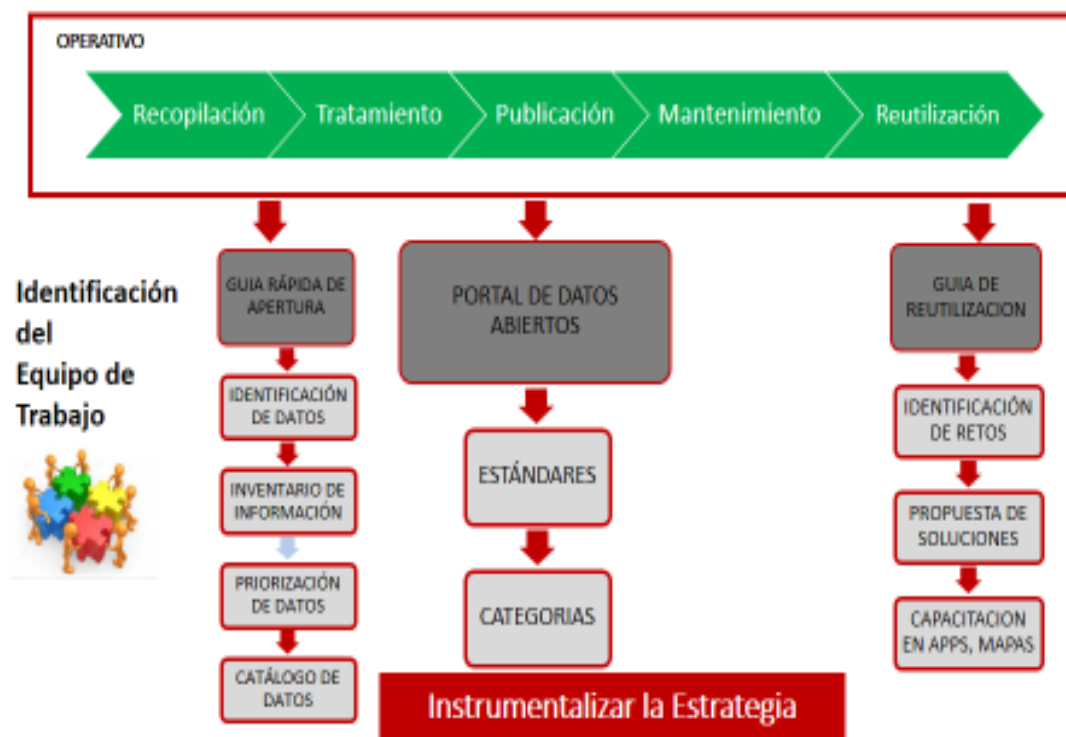 OPERATIVO
Recopilación
Tratamiento
Publicación
Mantenimiento
Reutilización
Identificación
del
Equipo de
Trabajo
GUIA RÁPIDA DE
APERTURA
IDENTIFICACIÓN
DE DATOS
INVENTARIO DE
INFORMACIÓN
PRIORIZACIÓN
DE DATOS
CATÁLOGO DE
DATOS
PORTAL DE DATOS
ABIERTOS
ESTÁNDARES
CATEGORIAS
GUIA DE
REUTILIZACION
IDENTIFICACIÓN
DE RETOS
PROPUESTA DE
SOLUCIONES
CAPACITACION
EN APPS, MAPAS
Instrumentalizar la Estrategia